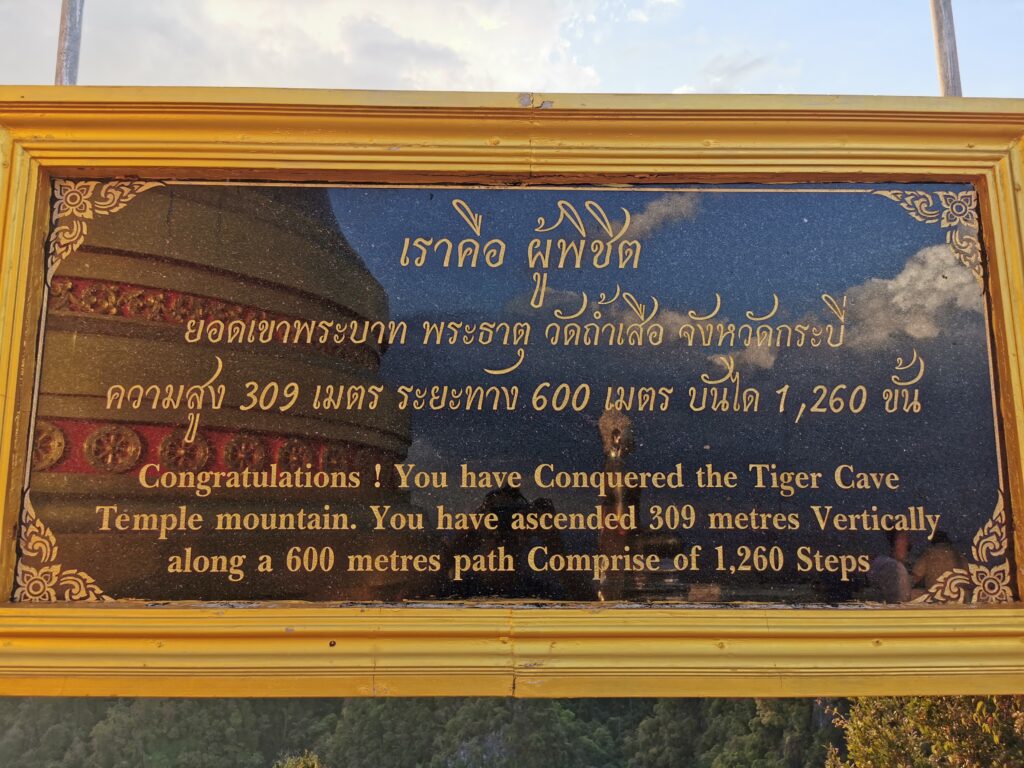 เราคือ ผู้พิชิต
ยอดเขาพระบาท พระธาตุ วัดถ้ำเสือ จังหวัดกระบี่
ความสูง 309 เมตร ระยะทาง 600 เมตร บันได 1,260 ขั้น
Congratulations ! You have Conquered the Tiger Cave
Temple mountain. You have ascended 309 metres Vertically
along a 600 metres path Comprise of 1,260 Steps